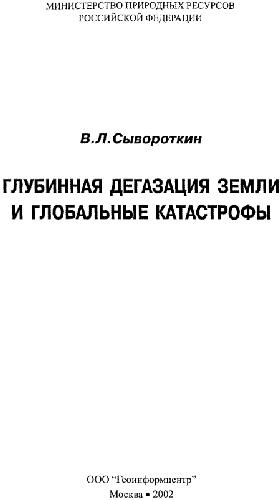 МИНИСТЕРСТВО ПРИРОДНЫХ РЕСУРСОВ
РОССИЙСКОЙ ФЕДЕРАЦИИ
В.Л.Сывороткин
ГЛУБИННАЯ ДЕГАЗАЦИЯ ЗЕМЛИ
И ГЛОБАЛЬНЫЕ КАТАСТРОФЫ
ООО “Геоинформцентр”
Москва • 2002